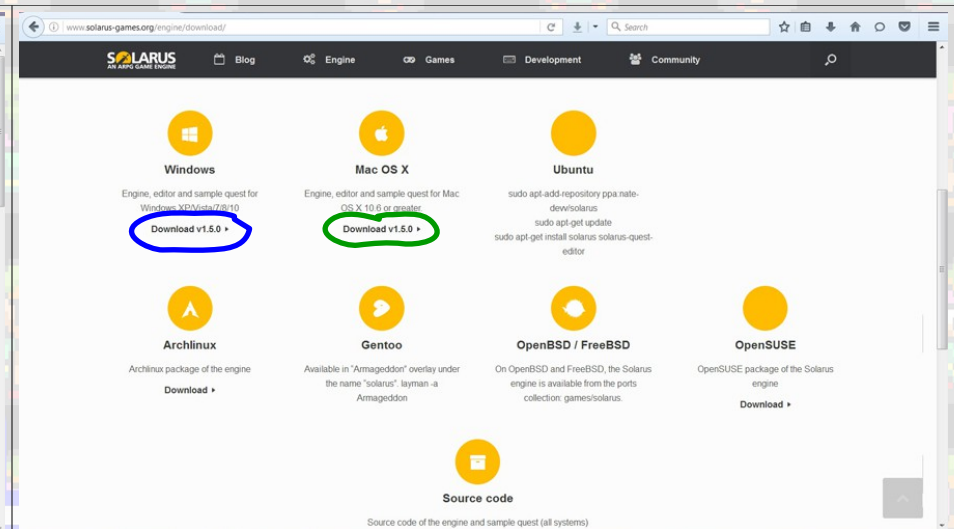 www.solarus-games.org/engine/download/
Search
SOLARUS
AN ARPG GAME ENGINE
Blog
Engine
Games
Development
Community
Windows
Engine, editor and sample quest for
Windows XP/Vista/7/8/10
Download v1.5.0
Mac OS X
Engine, editor and sample quest for Mac
OS X 10.6 or greater.
Download v1.5.0
Ubuntu
sudo apt-add-repository ppa:nate-
devv/solarus
sudo apt-get update
sudo apt-get install solarus solarus-quest-
editor
Archlinux
Archlinux package of the engine
Download
Gentoo
Available in "Armageddon" overlay under
the name "solarus". layman -a
Armageddon
OpenBSD / FreeBSD
On OpenBSD and FreeBSD, the Solarus
engine is available from the ports
collection: games/solarus.
OpenSUSE
OpenSUSE package of the Solarus
engine
Download
Source code
Source code of the engine and sample quest (all systems)